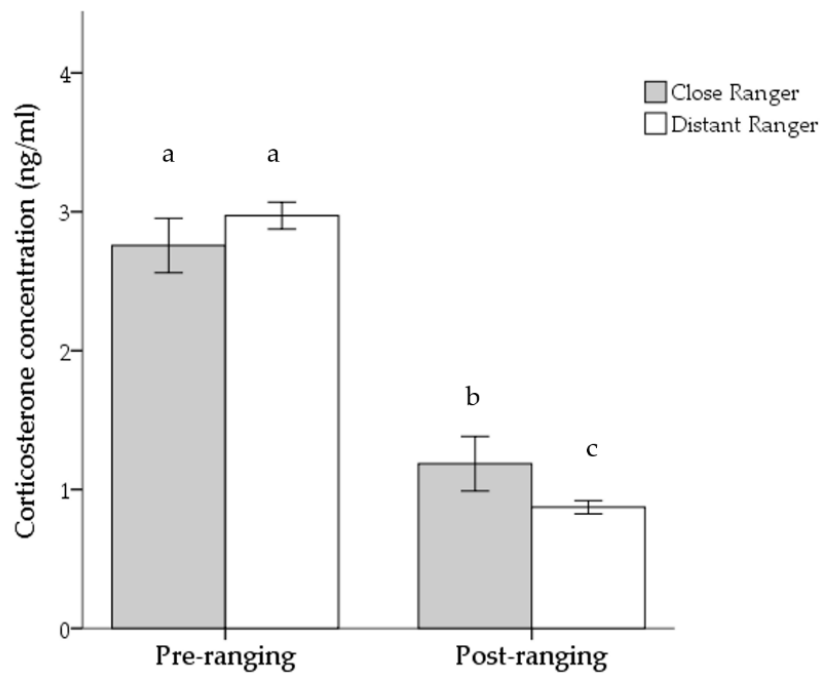 4
Close Ranger
Distant Ranger
a a
3
2
b
c
1
0
Pre-ranging Post-ranging
Corticosterone concentration (ng/ml)